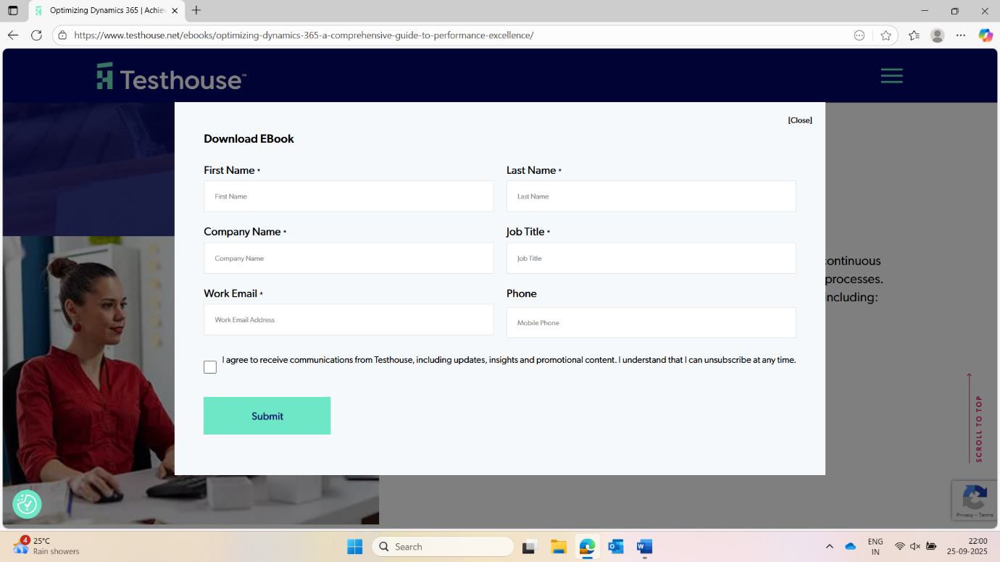 Optimizing Dynamics 365 | Achie
https://www.testhouse.net/ebooks/optimizing-dynamics-365-a-comprehensive-guide-to-performance-excellence/
Testhouse™
[Close]
Download EBook
First Name *
Last Name *
First Name
Last Name
Company Name *
Job Title *
Company Name
Job Title
ontinuous
processes.
ncluding:
Work Email *
Phone
Work Email Address
Mobile Phone
I agree to receive communications from Testhouse, including updates, insights and promotional content. I understand that I can unsubscribe at any time.
Submit
SCROLL TO TOP
Privacy - Terms
4
25°C
Rain showers
Search
ENG
IN
22:00
25-09-2025